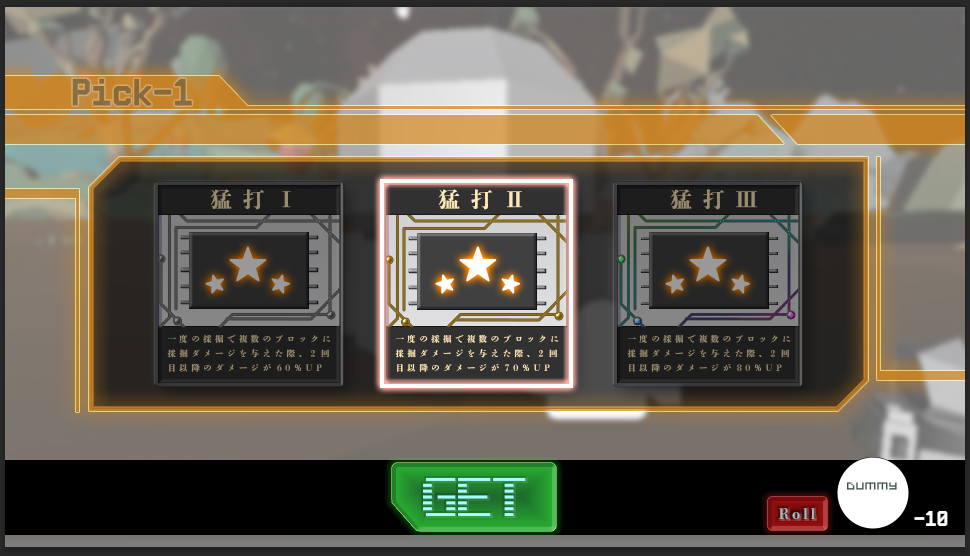 Pick-1
猛打 Ⅰ
一度の採掘で複数のブロックに
採掘ダメージを与えた際、2回
目以降のダメージが60%UP
猛打 Ⅱ
一度の採掘で複数のブロックに
採掘ダメージを与えた際、2回
目以降のダメージが70%UP
猛打 Ⅲ
一度の採掘で複数のブロックに
採掘ダメージを与えた際、2回
目以降のダメージが80%UP
GET
Roll
DUMMY
-10